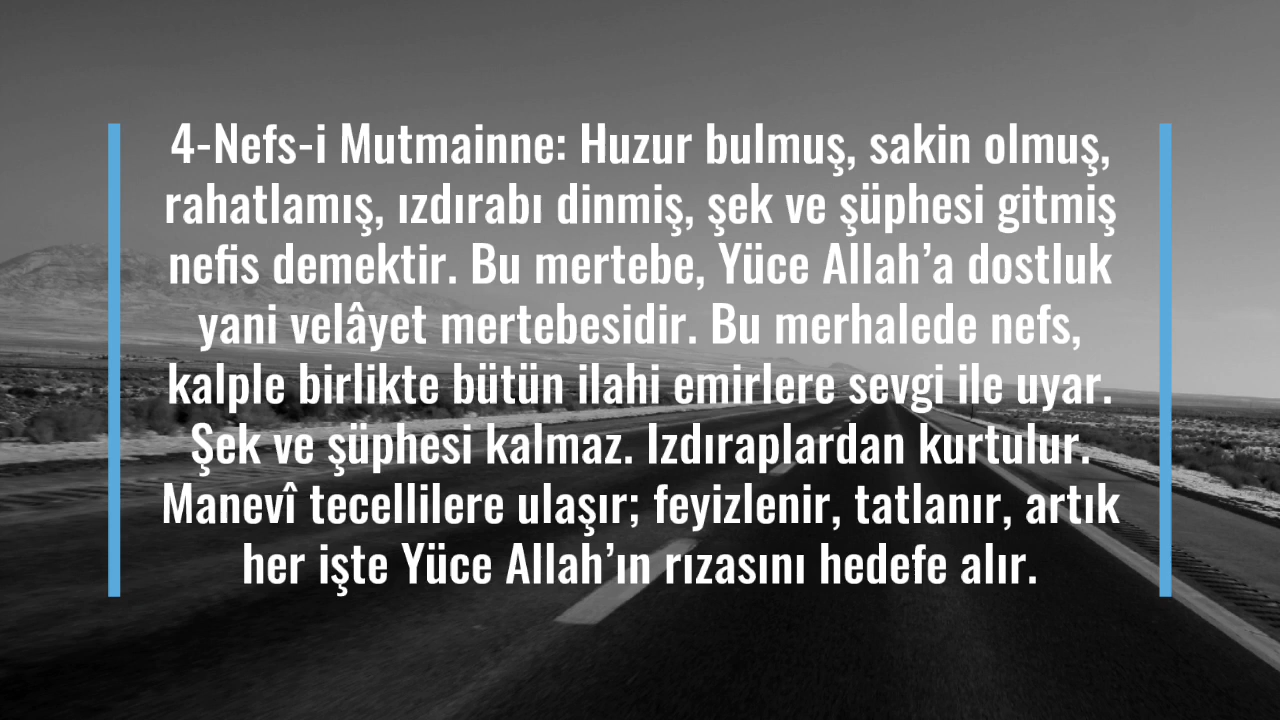 4-Nefs-i Mutmainne: Huzur bulmuş, sakin olmuş,
rahatlamış, ızdırabı dinmiş, şek ve şüphesi gitmiş
nefis demektir. Bu mertebe, Yüce Allah’a dostluk
yani velâyet mertebesidir. Bu merhalede nefs,
kalple birlikte bütün ilahi emirlere sevgi ile uyar.
Şek ve şüphesi kalmaz. Izdıraplardan kurtulur.
Manevî tecellilere ulaşır; feyizlenir, tatlanır, artık
her işte Yüce Allah’ın rızasını hedefe alır.